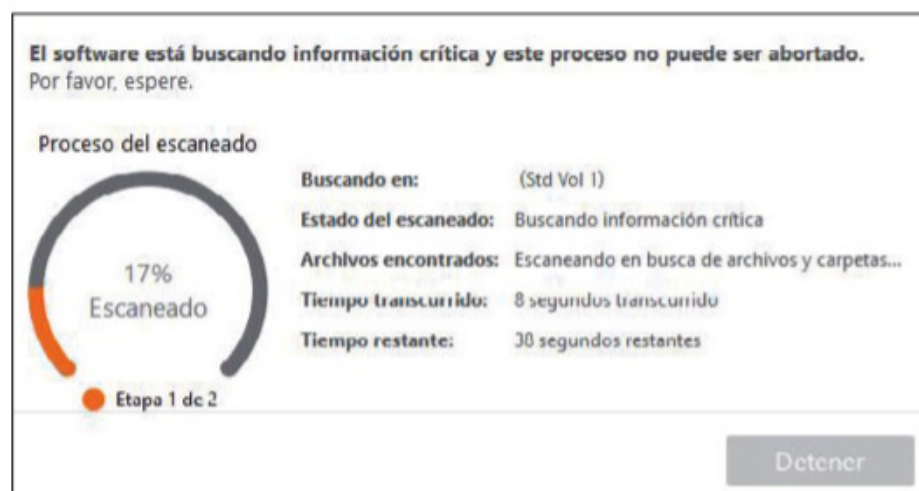 El software está buscando información crítica y este proceso no puede ser abortado.
Por favor, espere.
Proceso del escaneado
17%
Escaneado
Etapa 1 de 2
Buscando en: (Std Vol 1)
Estado del escaneado: Buscando información crítica
Archivos encontrados: Escaneando en busca de archivos y carpetas...
Tiempo transcurrido: 8 segundos transcurrido
Tiempo restante: 38 segundos restantes
Detener